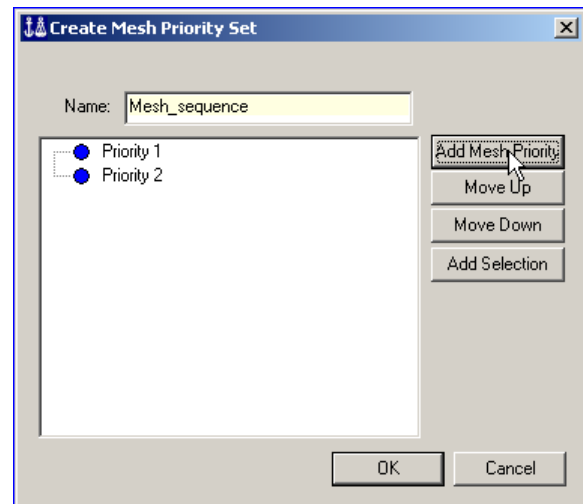 Create Mesh Priority Set
Name: Mesh_sequence
Priority 1
Priority 2
Add Mesh Priority
Move Up
Move Down
Add Selection
OK Cancel